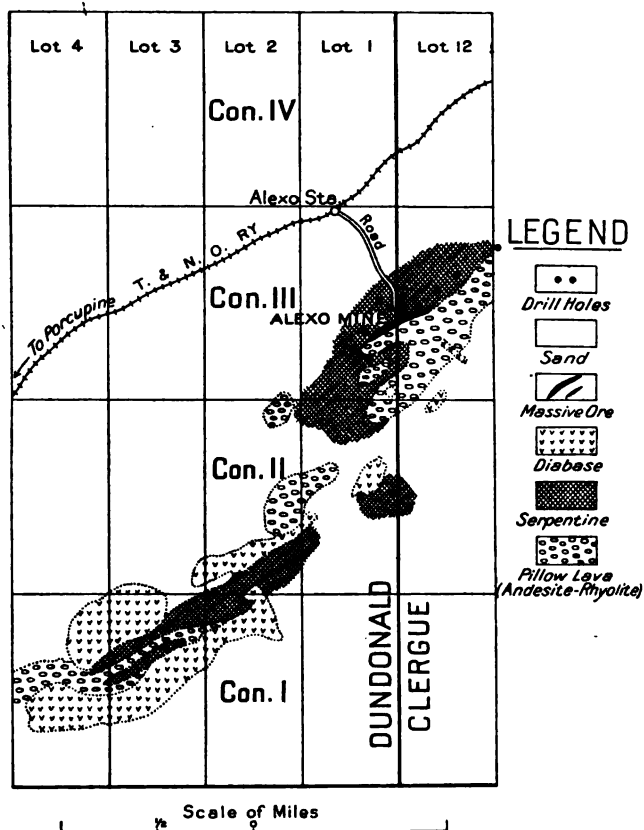 Lot 4 Lot 3 Lot 2 Lot 1 Lot 12
Con. IV
Alexo Sta.
Road
T. & N. O. RY
To Porcupine
Con. III
ALEXO MINE
Con. II
Con. I
DUNDONALD
CLERGUE
LEGEND
Drill Holes
Sand
Massive Ore
Diabase
Serpentine
Pillow Lava
(Andesite-Rhyolite)
Scale of Miles
1 ½ 0